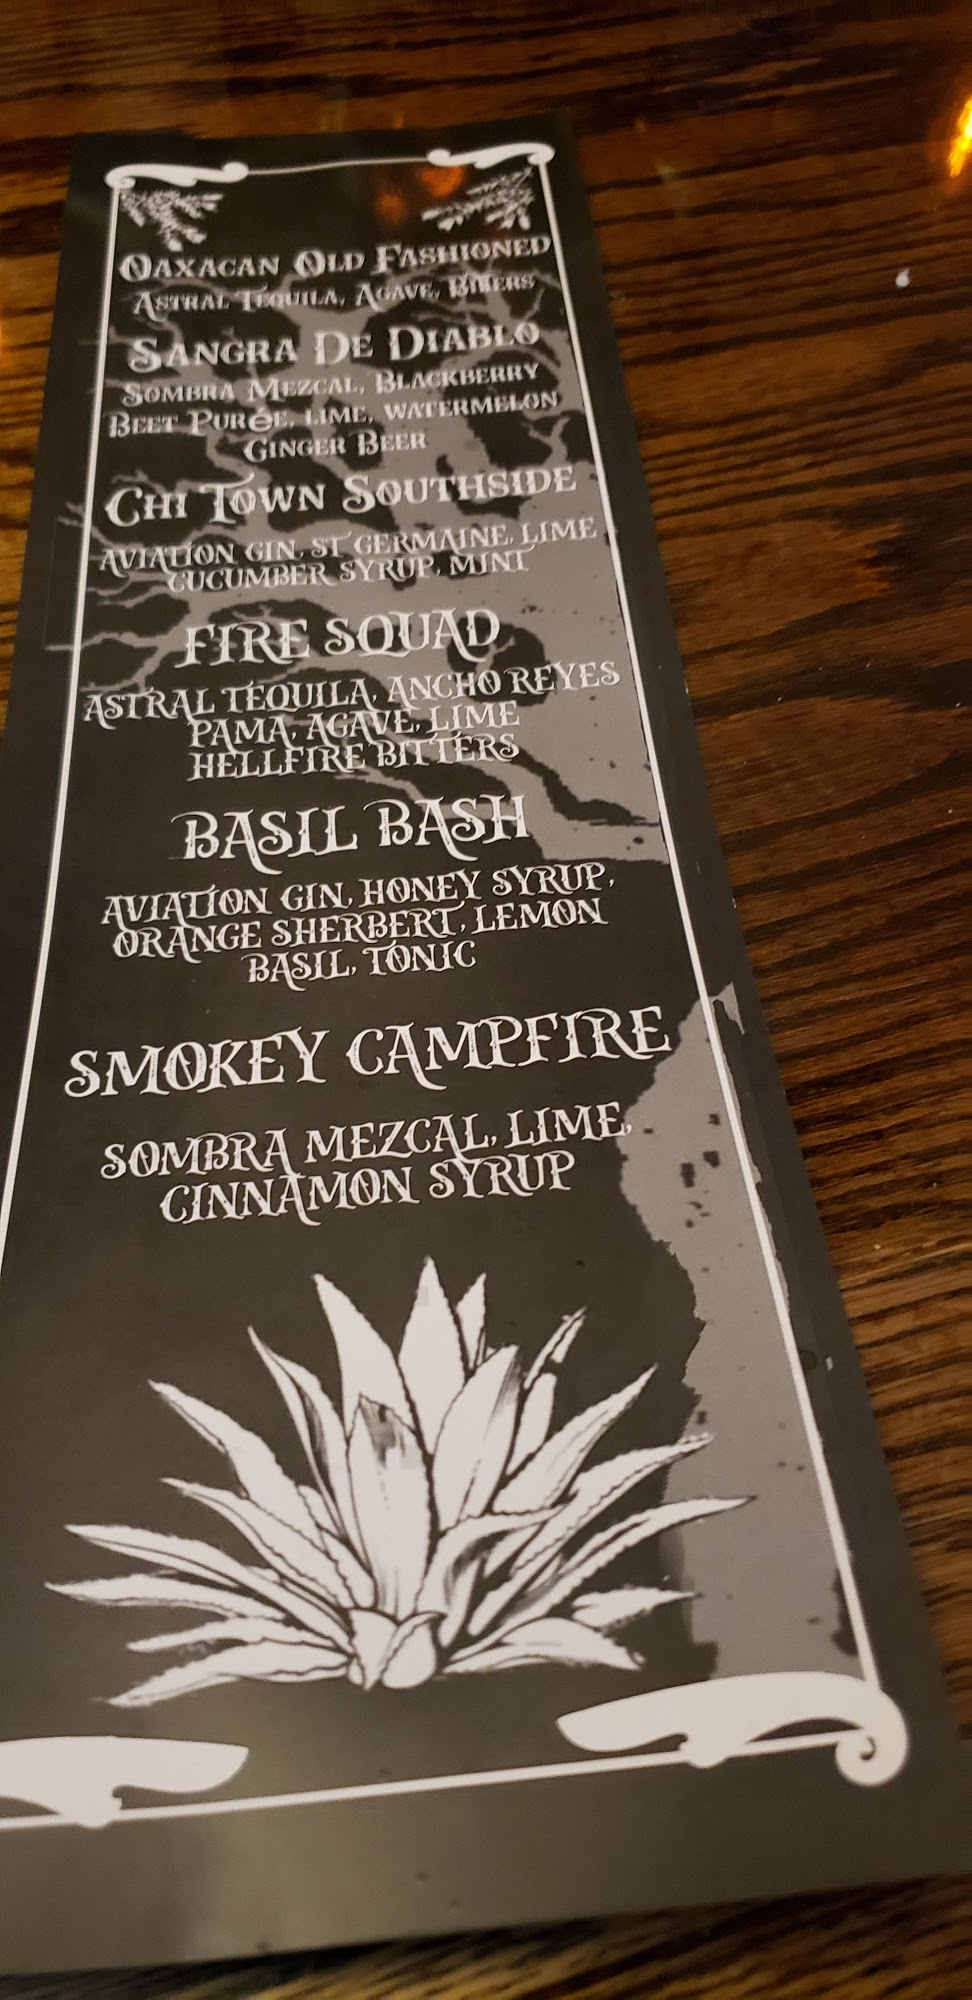 OAXACAN OLD FASHIONED
ASTRAL TEQUILA, AGAVE, BITTERS
SANGRA DE DIABLO
SOMBRA MEZCAL, BLACKBERRY
BEET PURéE, LIME, WATERMELON
GINGER BEER
CHI TOWN SOUTHSIDE
AVIATION GIN, ST GERMAINE, LIME
CUCUMBER SYRUP, MINT
FIRE SQUAD
ASTRAL TEQUILA, ANCHO REYES
PAMA, AGAVE, LIME
HELLFIRE BITTERS
BASIL BASH
AVIATION GIN, HONEY SYRUP,
ORANGE SHERBERT, LEMON
BASIL, TONIC
SMOKEY CAMPFIRE
SOMBRA MEZCAL, LIME,
CINNAMON SYRUP